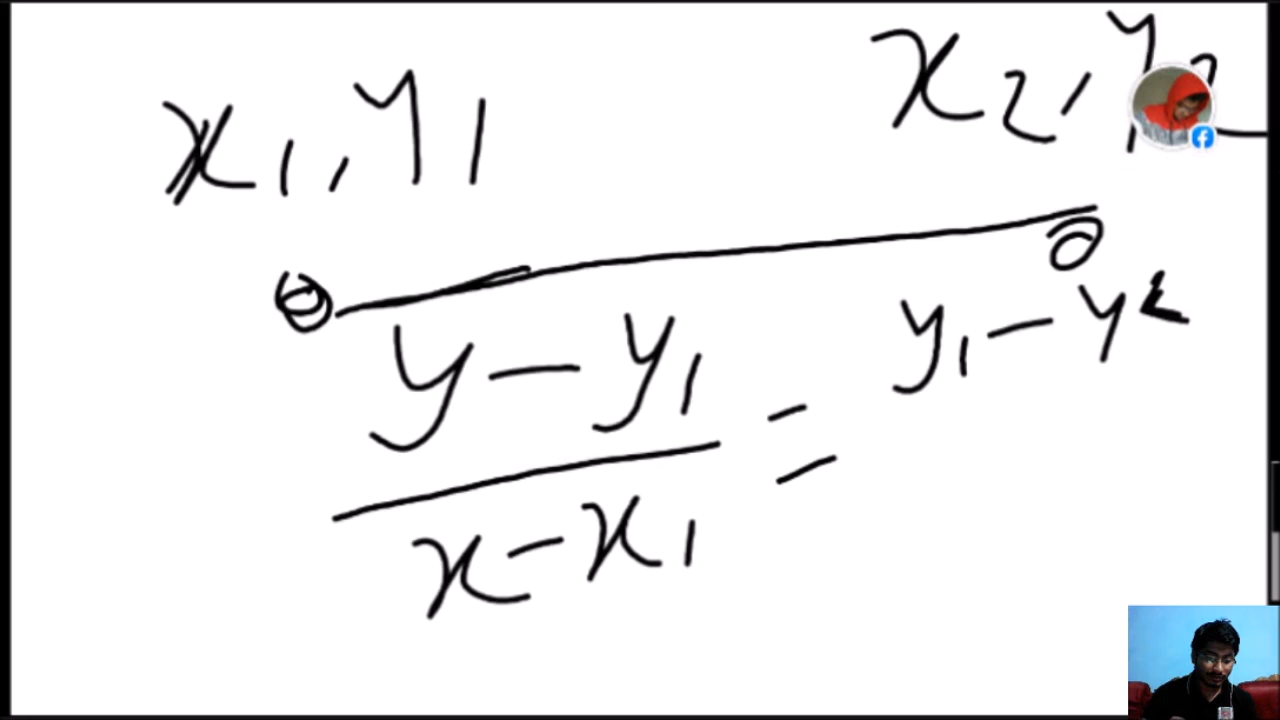 x1, y1 x2, y2
y - y1 = y1 - y2
x - x1